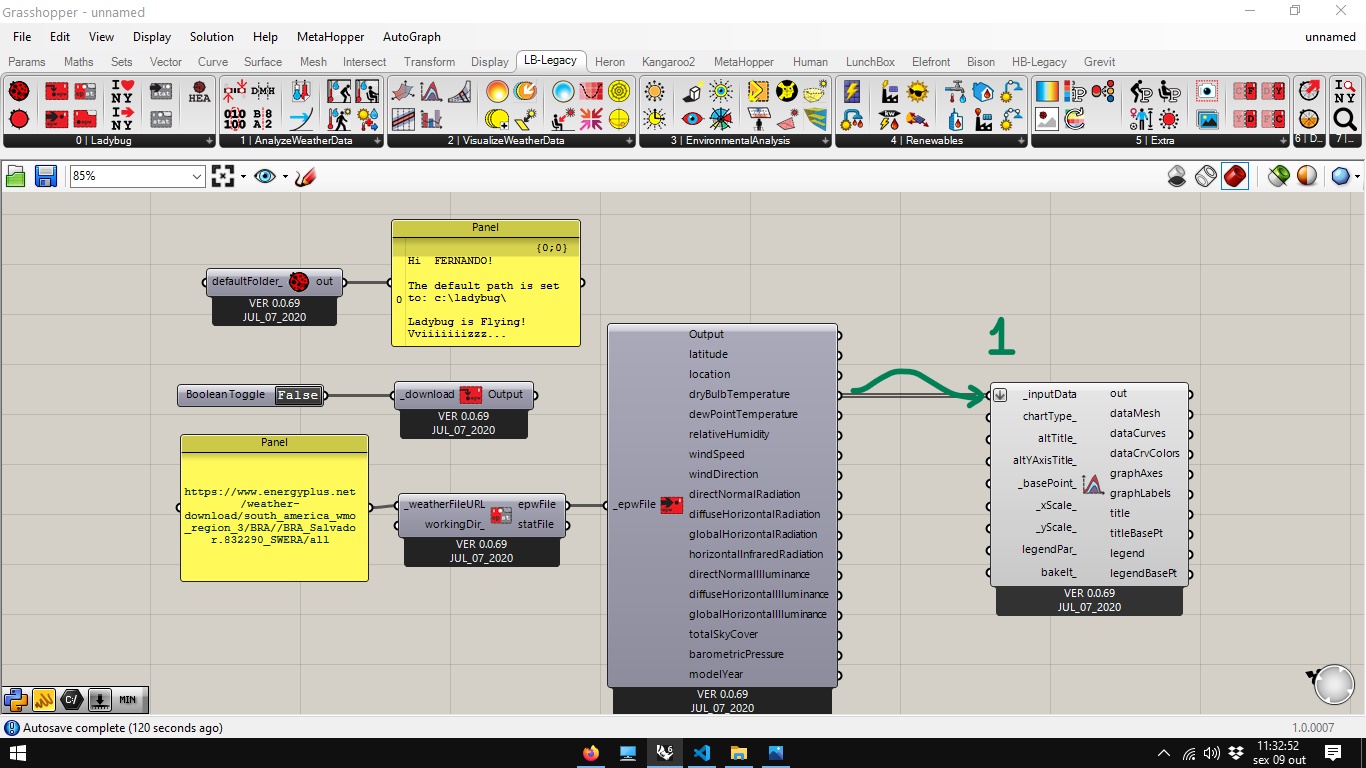 Grasshopper - unnamed
File Edit View Display Solution Help MetaHopper AutoGraph unnamed
Params Maths Sets Vector Curve Surface Mesh Intersect Transform Display LB-Legacy Heron Kangaroo2 MetaHopper Human LunchBox Elefront Bison HB-Legacy Grevit
0 | Ladybug 1 | AnalyzeWeatherData 2 | VisualizeWeatherData 3 | EnvironmentalAnalysis 4 | Renewables 5 | Extra 6 | D... 7 |...
85%
Panel
{0;0}
0
Hi FERNANDO!
The default path is set
to: c:\ladybug\
Ladybug is Flying!
Vviiiiiiizzz...
defaultFolder_ out
VER 0.0.69
JUL_07_2020
Boolean Toggle False
_download Output
VER 0.0.69
JUL_07_2020
Panel
https://www.energyplus.net
/weather-
download/south_america_wmo
_region_3/BRA//BRA_Salvado
r.832290_SWERA/all
_weatherFileURL epwFile
workingDir_ statFile
VER 0.0.69
JUL_07_2020
_epwFile
Output
latitude
location
dryBulbTemperature
dewPointTemperature
relativeHumidity
windSpeed
windDirection
directNormalRadiation
diffuseHorizontalRadiation
globalHorizontalRadiation
horizontalInfraredRadiation
directNormalIlluminance
diffuseHorizontalIlluminance
globalHorizontalIlluminance
totalSkyCover
barometricPressure
modelYear
VER 0.0.69
JUL_07_2020
1
_inputData out
chartType_ dataMesh
altTitle_ dataCurves
altYAxisTitle_ dataCrvColors
_basePoint_ graphAxes
_xScale_ graphLabels
_yScale_ title
legendPar_ titleBasePt
bakeIt_ legend
legendBasePt
VER 0.0.69
JUL_07_2020
C:/ MIN
Autosave complete (120 seconds ago) 1.0.0007
11:32:52
sex 09 out